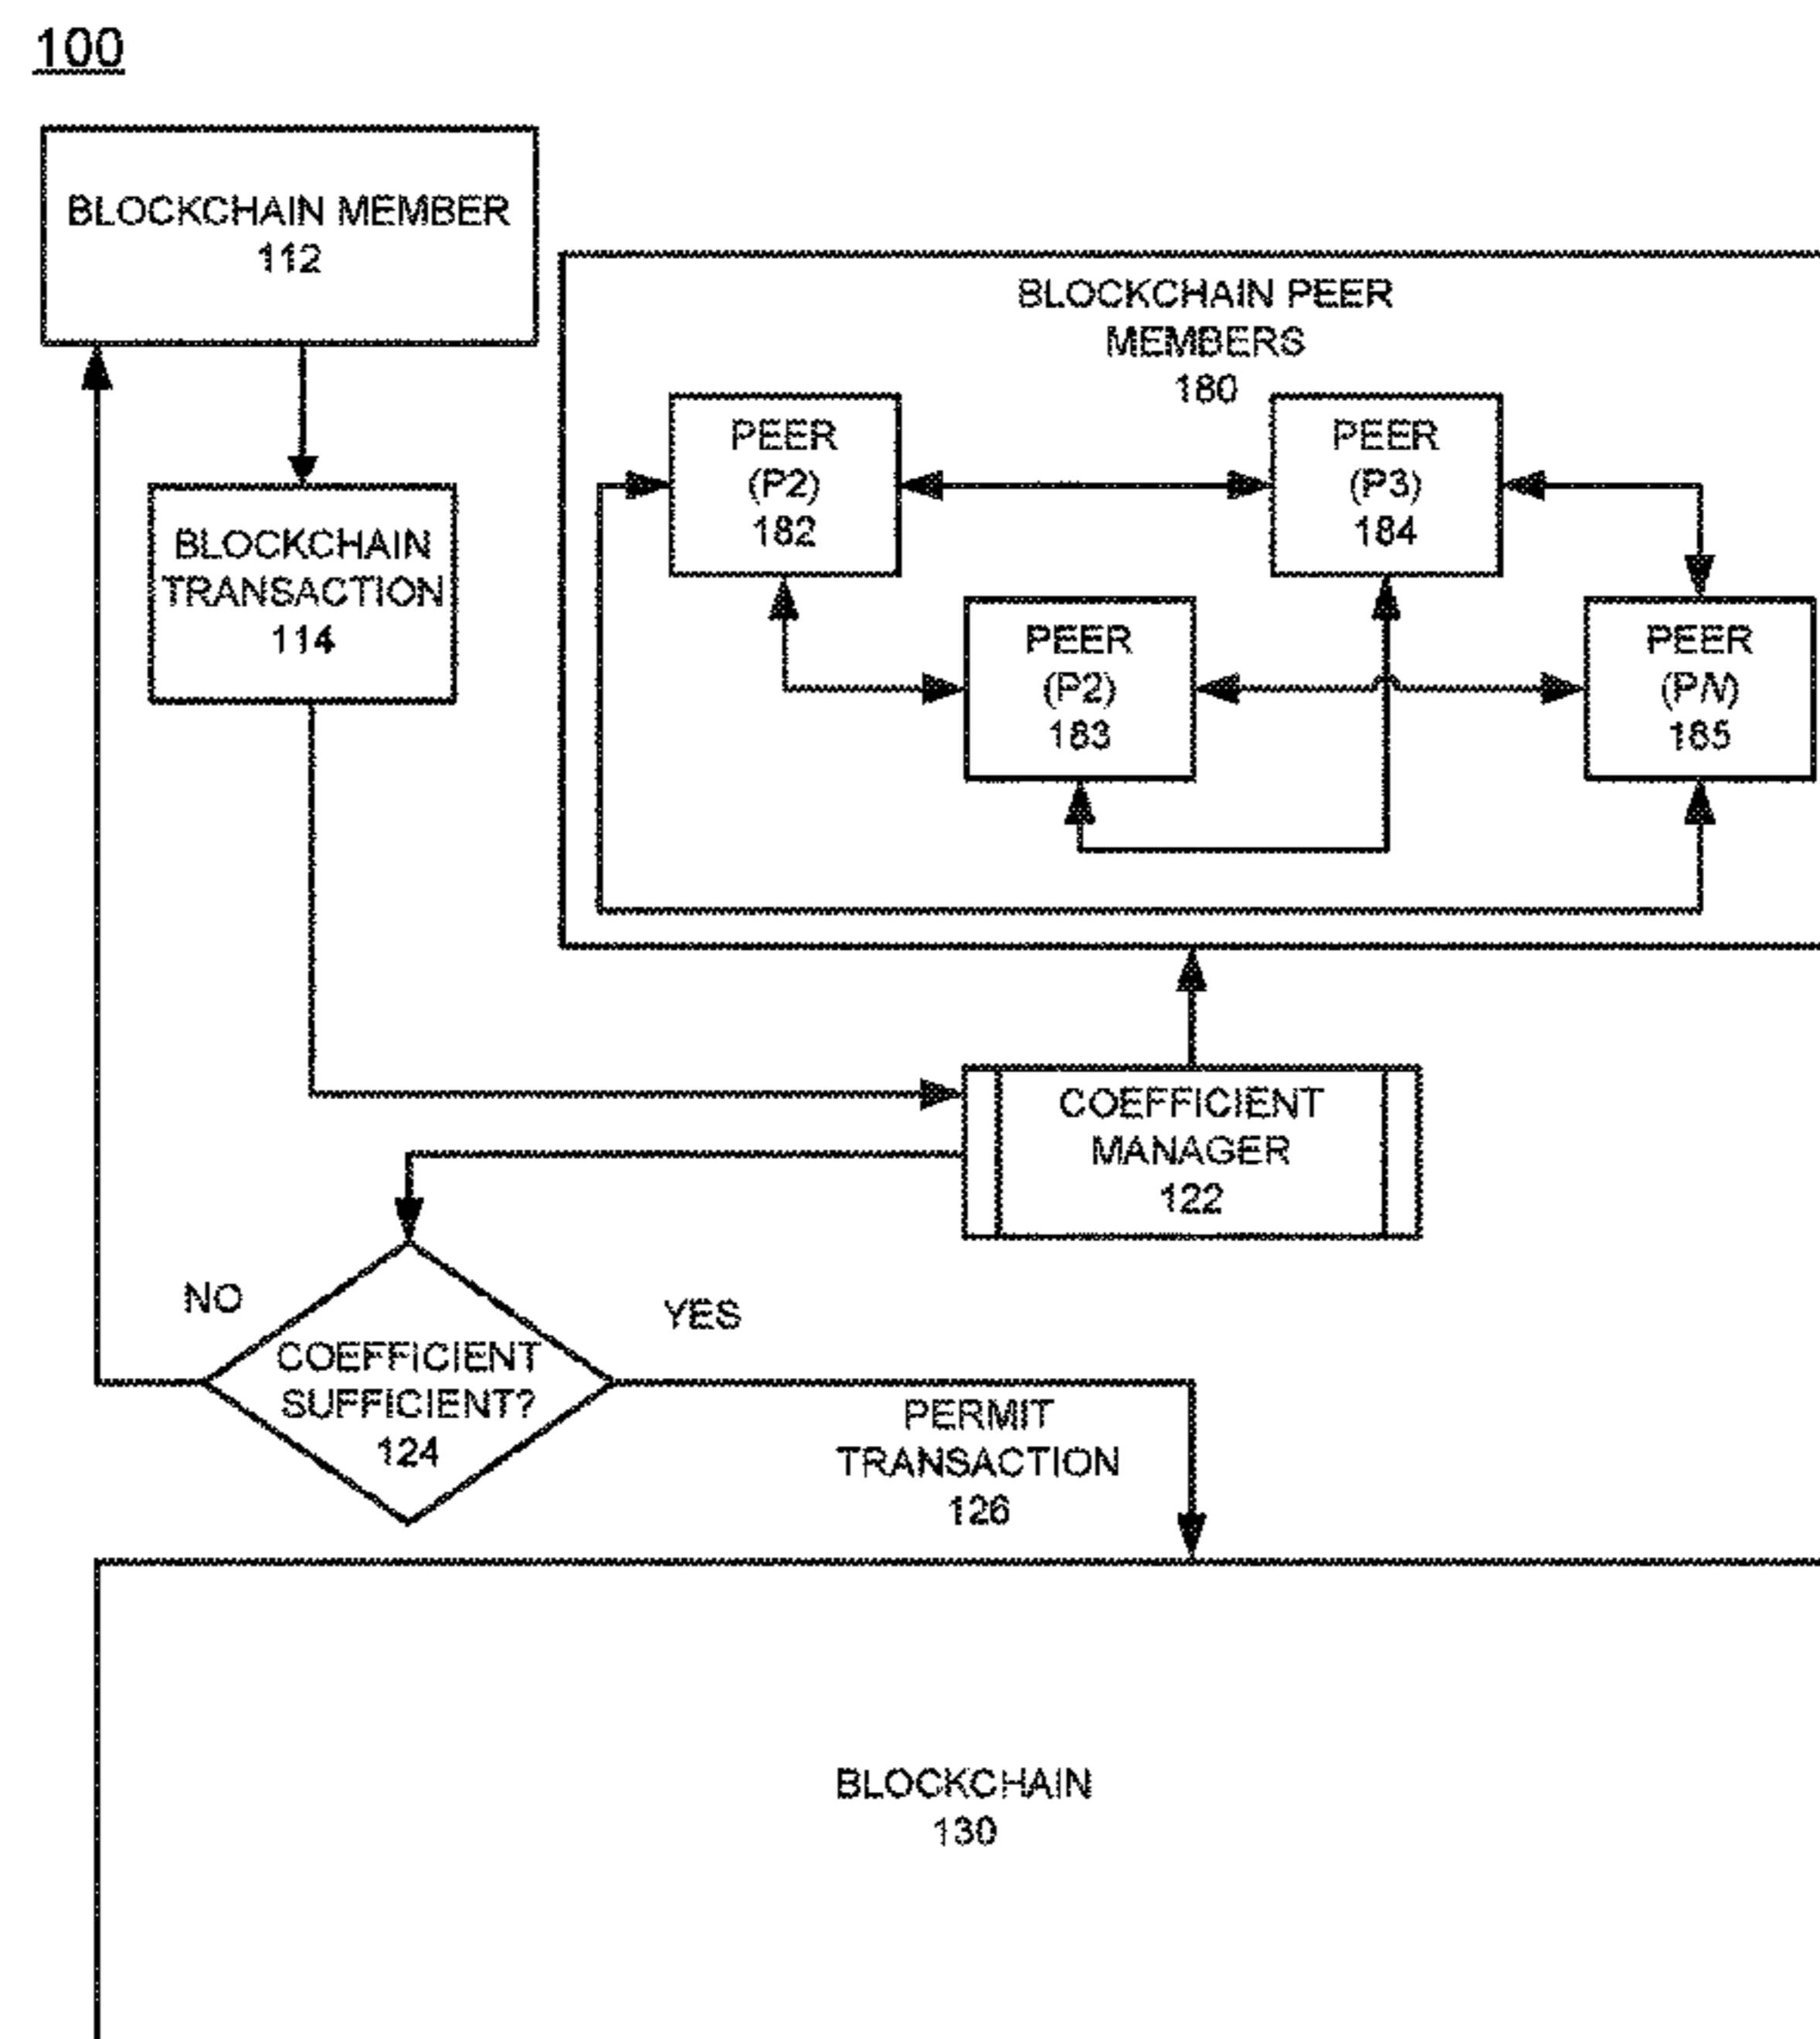 100
BLOCKCHAIN MEMBER
112
BLOCKCHAIN
TRANSACTION
114
BLOCKCHAIN PEER
MEMBERS
180
PEER
(P2)
182
PEER
(P3)
184
PEER
(P2)
183
PEER
(PN)
185
COEFFICIENT
MANAGER
122
NO
YES
COEFFICIENT
SUFFICIENT?
124
PERMIT
TRANSACTION
126
BLOCKCHAIN
130